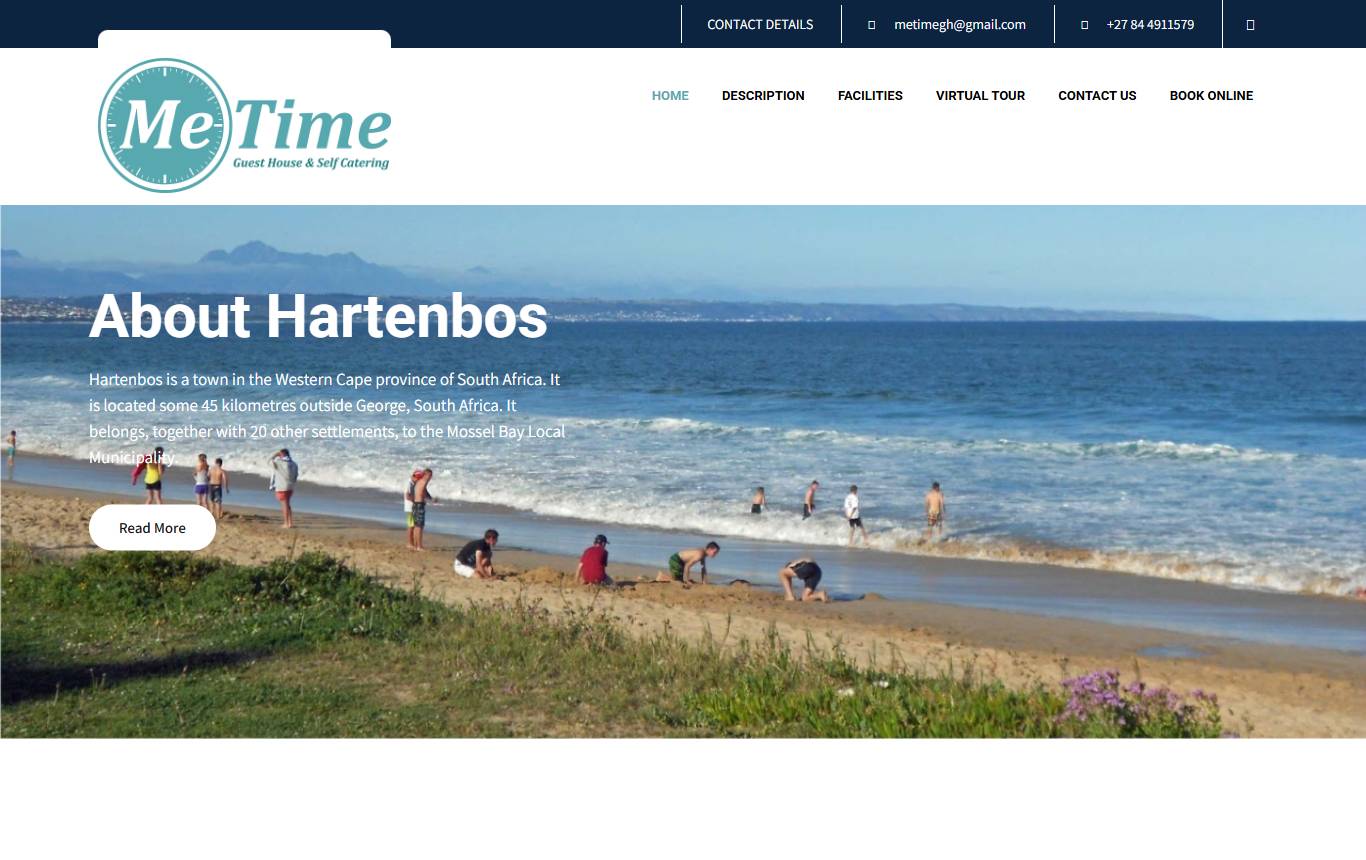 CONTACT DETAILS
metimegh@gmail.com
+27 84 4911579
Me Time
Guest House & Self Catering
HOME
DESCRIPTION
FACILITIES
VIRTUAL TOUR
CONTACT US
BOOK ONLINE
About Hartenbos
Hartenbos is a town in the Western Cape province of South Africa. It
is located some 45 kilometres outside George, South Africa. It
belongs, together with 20 other settlements, to the Mossel Bay Local
Municipality.
Read More